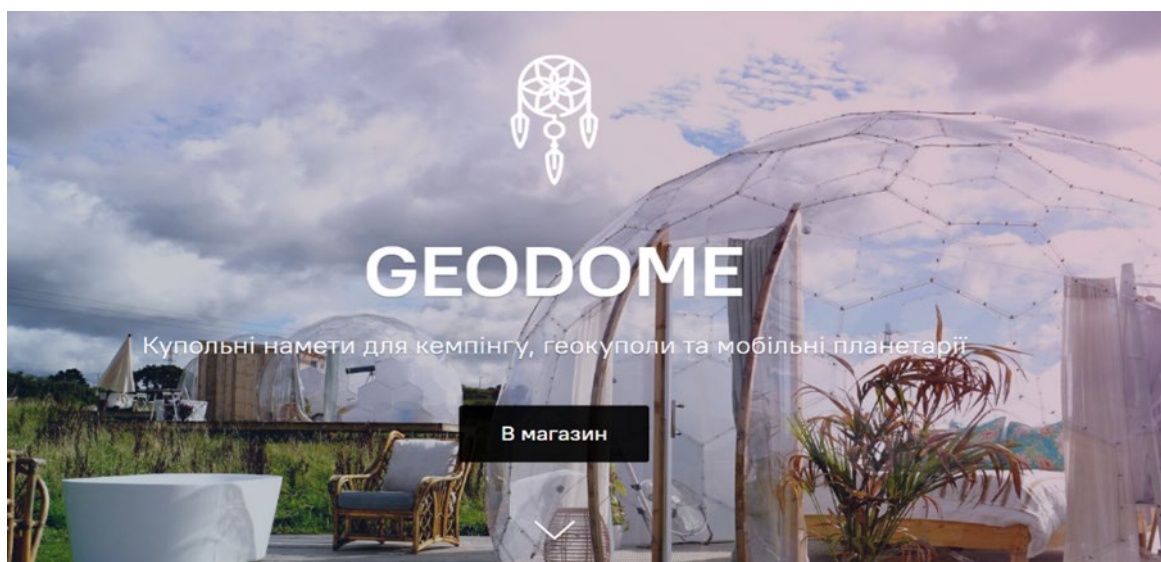 GEODOME
Купольні намети для кемпінгу, геокуполи та мобільні планетарії
В магазин